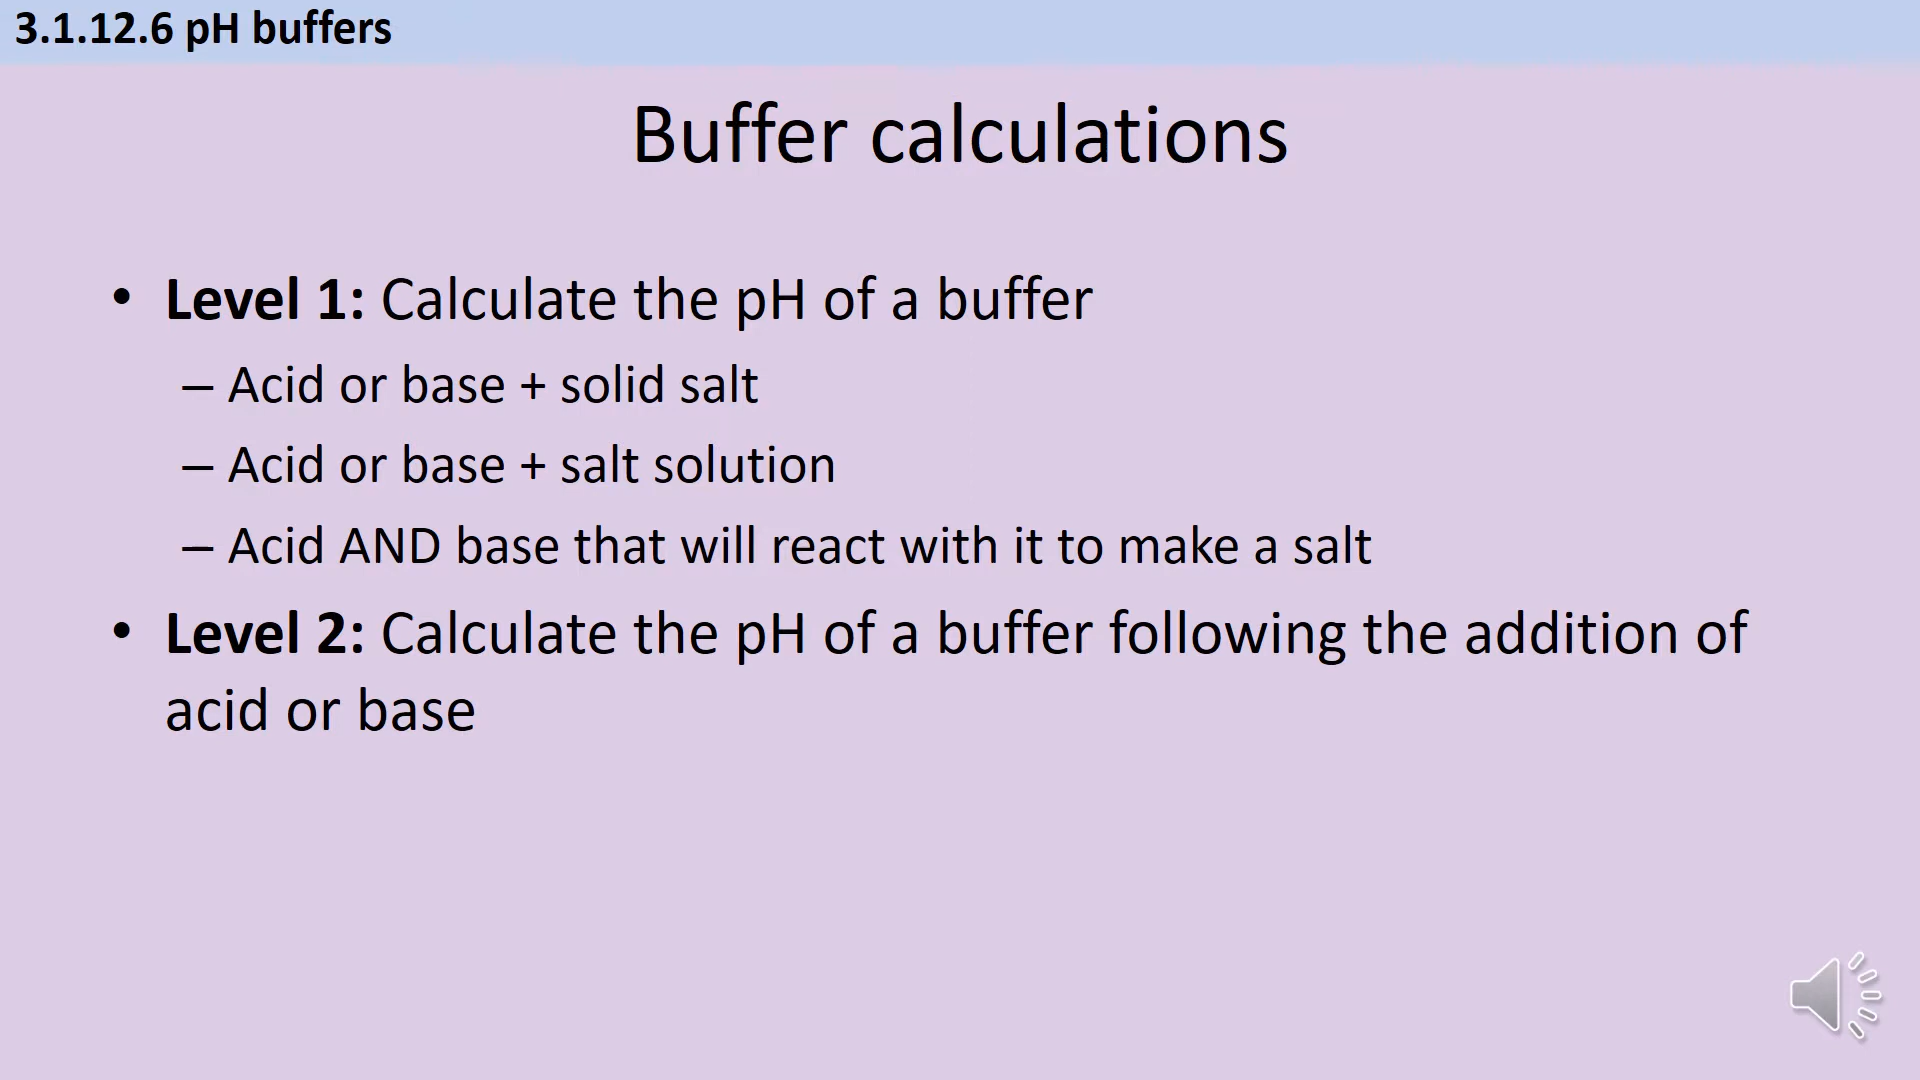 3.1.12.6 pH buffers
Buffer calculations
• Level 1: Calculate the pH of a buffer
– Acid or base + solid salt
– Acid or base + salt solution
– Acid AND base that will react with it to make a salt
• Level 2: Calculate the pH of a buffer following the addition of
acid or base